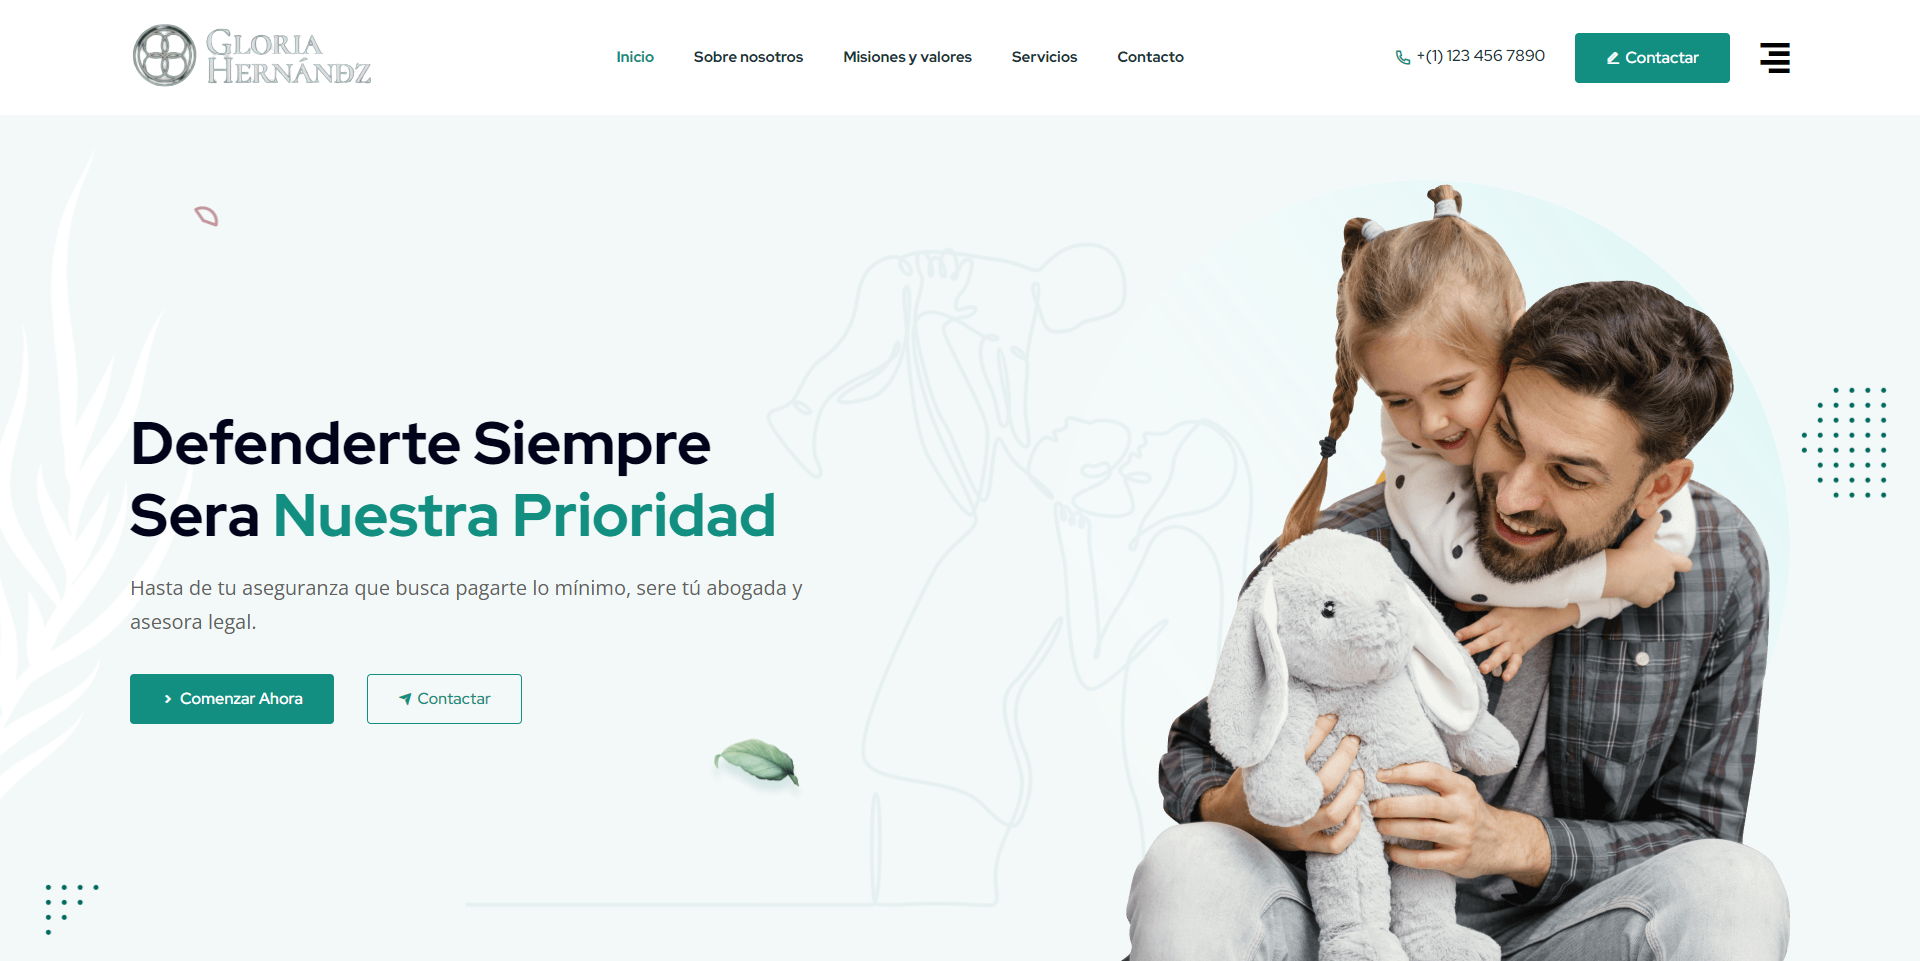 GLORIA
HERNÁNDZ
Inicio
Sobre nosotros
Misiones y valores
Servicios
Contacto
+(1) 123 456 7890
Contactar
Defenderte Siempre
Sera Nuestra Prioridad
Hasta de tu aseguranza que busca pagarte lo mínimo, sere tú abogada y
asesora legal.
Comenzar Ahora
Contactar